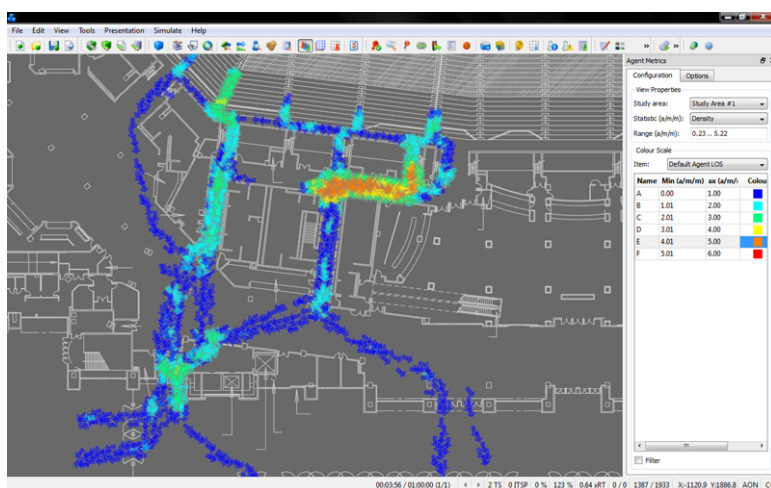 File Edit View Tools Presentation Simulate Help
Agent Metrics
Configuration Options
View Properties
Study area: Study Area #1
Statistic (a/m/m): Density
Range (a/m/m): 0.23 ... 5.22
Colour Scale
Item: Default Agent LOS
Name Min (a/m/m) ax (a/m/ı Colou
A 0.00 1.00
B 1.01 2.00
C 2.01 3.00
D 3.01 4.00
E 4.01 5.00
F 5.01 6.00
Filter
00:03:56 / 01:00:00 (1/1) 2 TS 0 ITSP 0 % 123 % 0.64 xRT 0 / 0 1387 / 1933 X:-1120.9 Y:1886.8 AON